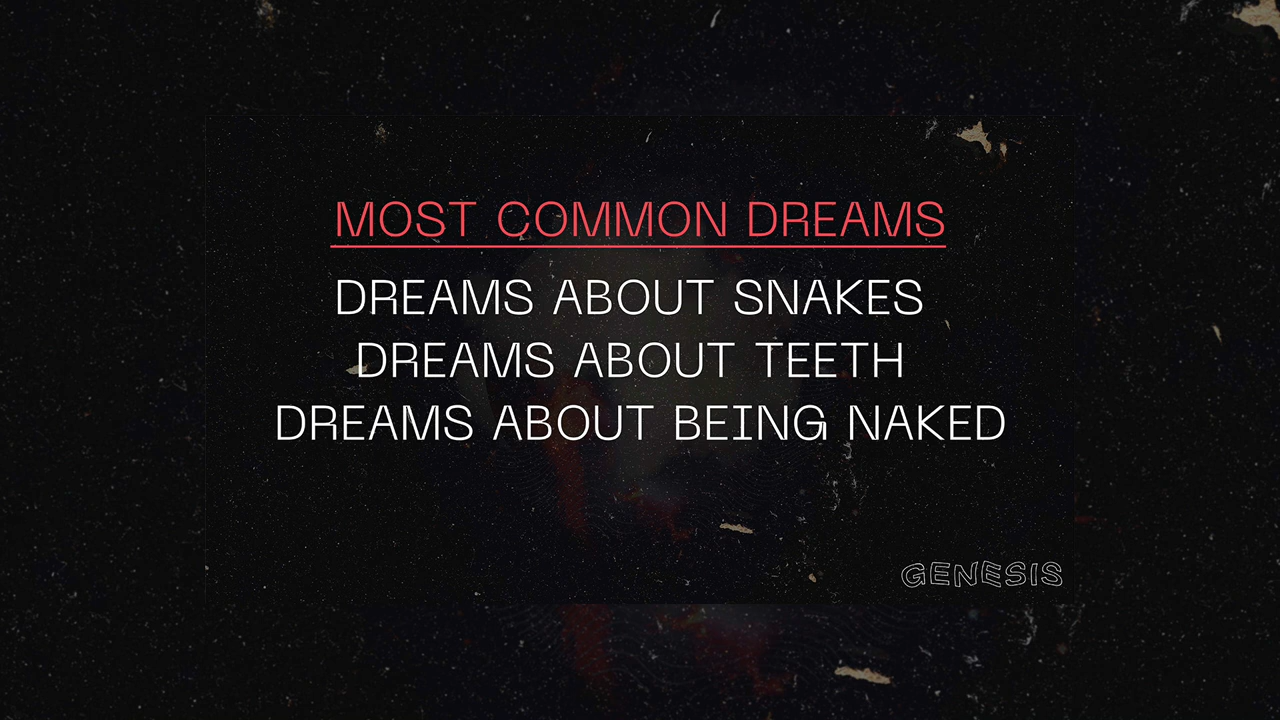 MOST COMMON DREAMS
DREAMS ABOUT SNAKES
DREAMS ABOUT TEETH
DREAMS ABOUT BEING NAKED
GENESIS